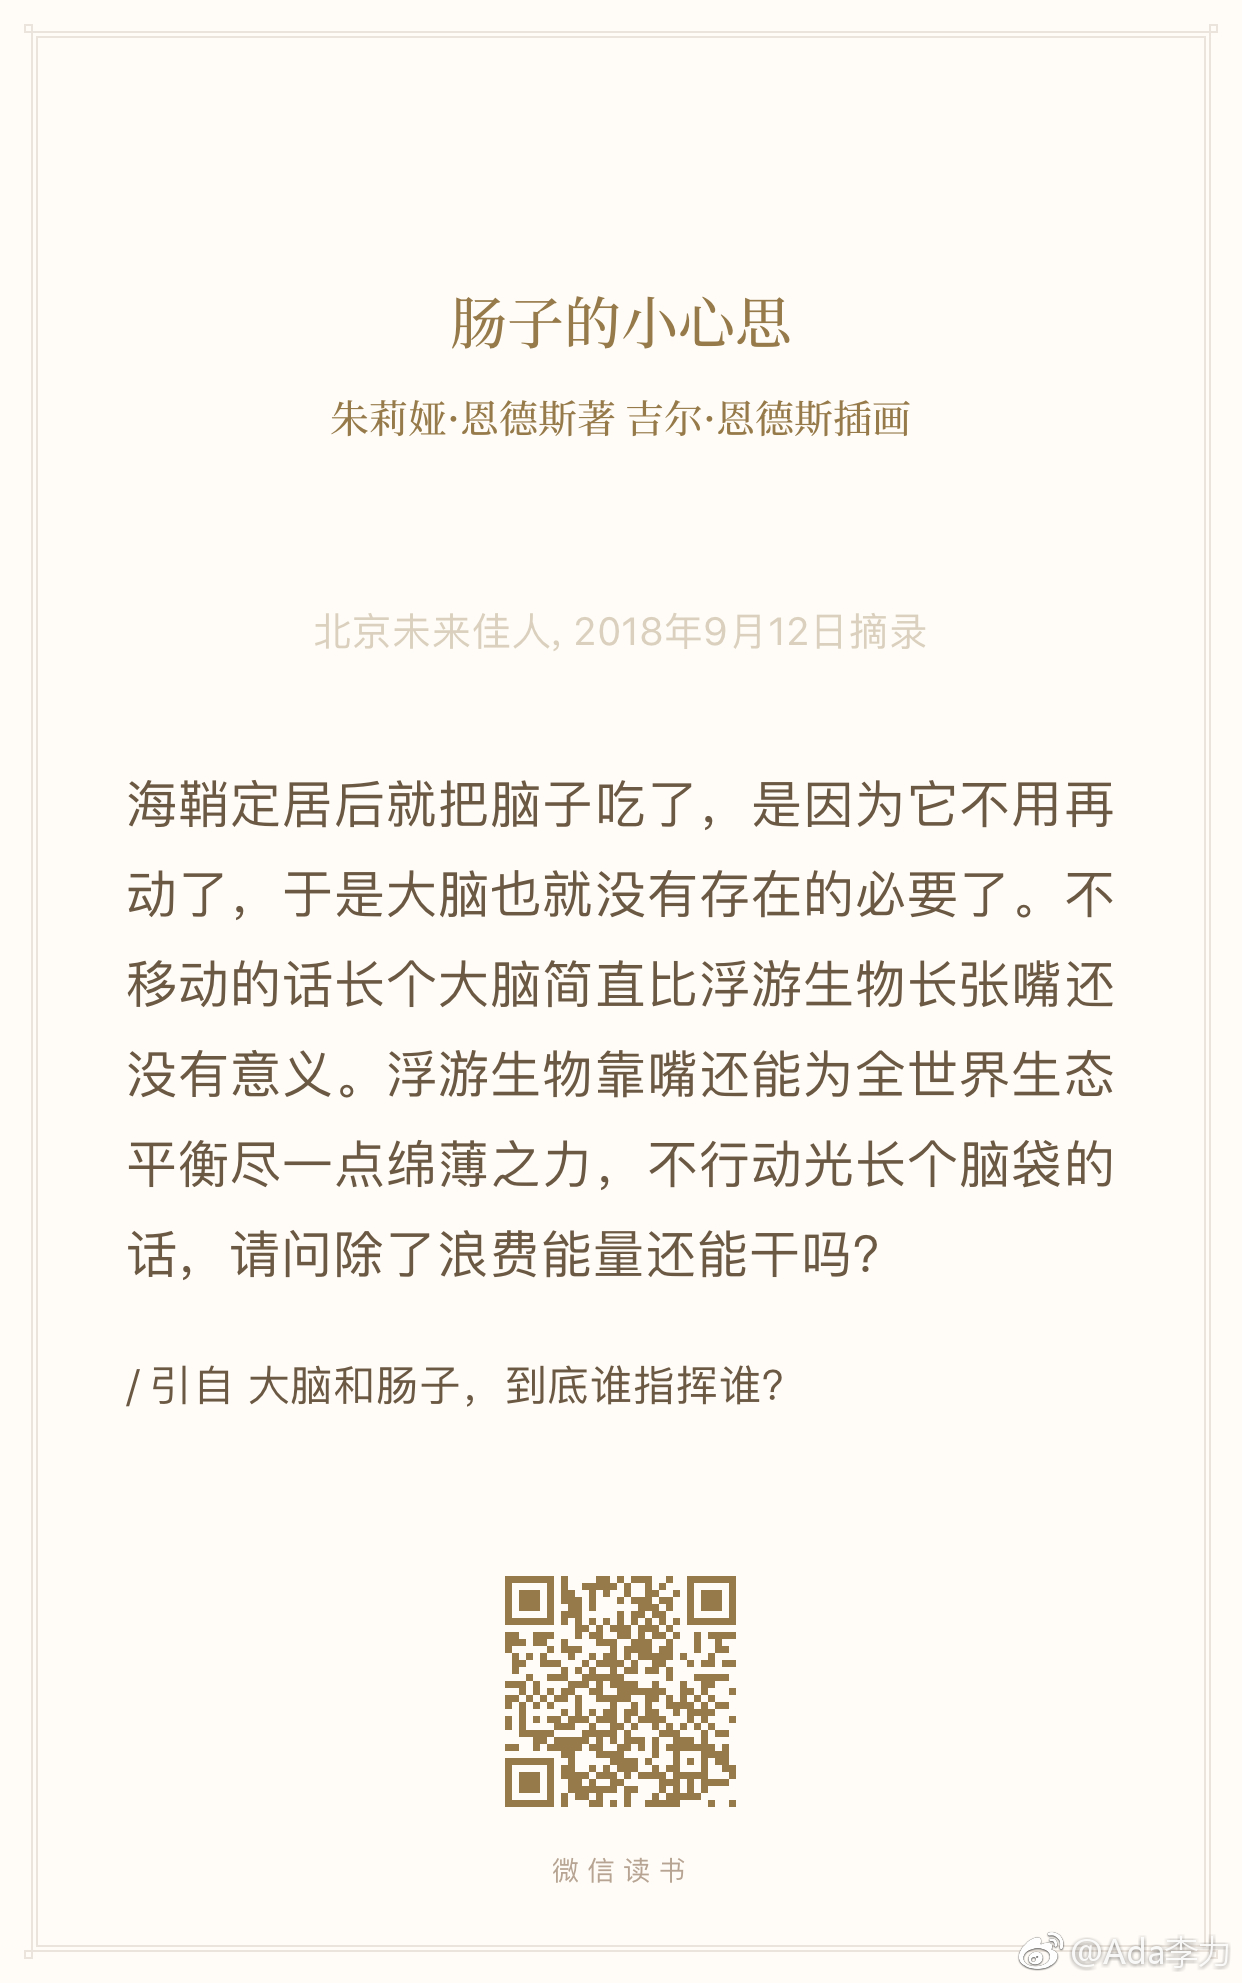 肠子的小心思
朱莉娅·恩德斯著 吉尔·恩德斯插画
北京未来佳人, 2018年9月12日摘录
海鞘定居后就把脑子吃了，是因为它不用再
动了，于是大脑也就没有存在的必要了。不
移动的话长个大脑简直比浮游生物长张嘴还
没有意义。浮游生物靠嘴还能为全世界生态
平衡尽一点绵薄之力，不行动光长个脑袋的
话，请问除了浪费能量还能干吗？
/ 引自 大脑和肠子，到底谁指挥谁？
微信读书
@Ada李力